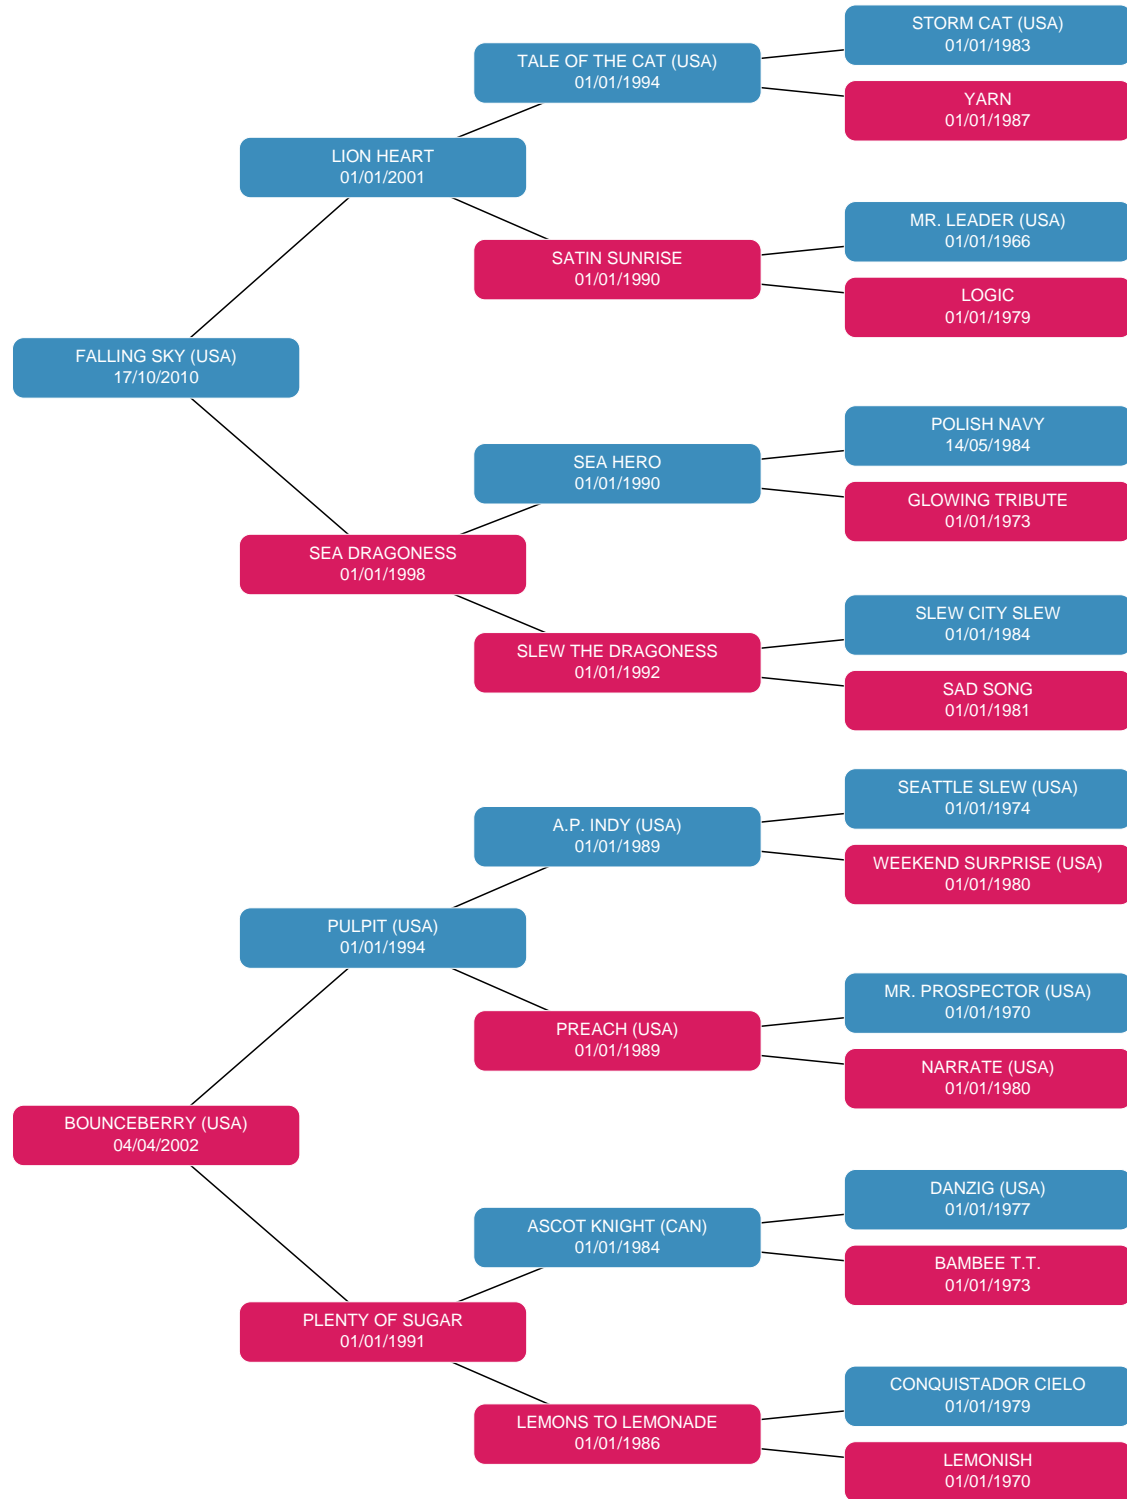 STORM CAT (USA)
01/01/1983
TALE OF THE CAT (USA)
01/01/1994
YARN
01/01/1987
LION HEART
01/01/2001
MR. LEADER (USA)
01/01/1966
SATIN SUNRISE
01/01/1990
LOGIC
01/01/1979
FALLING SKY (USA)
17/10/2010
POLISH NAVY
14/05/1984
SEA HERO
01/01/1990
GLOWING TRIBUTE
01/01/1973
SEA DRAGONESS
01/01/1998
SLEW CITY SLEW
01/01/1984
SLEW THE DRAGONESS
01/01/1992
SAD SONG
01/01/1981
SEATTLE SLEW (USA)
01/01/1974
A.P. INDY (USA)
01/01/1989
WEEKEND SURPRISE (USA)
01/01/1980
PULPIT (USA)
01/01/1994
MR. PROSPECTOR (USA)
01/01/1970
PREACH (USA)
01/01/1989
NARRATE (USA)
01/01/1980
BOUNCEBERRY (USA)
04/04/2002
DANZIG (USA)
01/01/1977
ASCOT KNIGHT (CAN)
01/01/1984
BAMBEE T.T.
01/01/1973
PLENTY OF SUGAR
01/01/1991
CONQUISTADOR CIELO
01/01/1979
LEMONS TO LEMONADE
01/01/1986
LEMONISH
01/01/1970